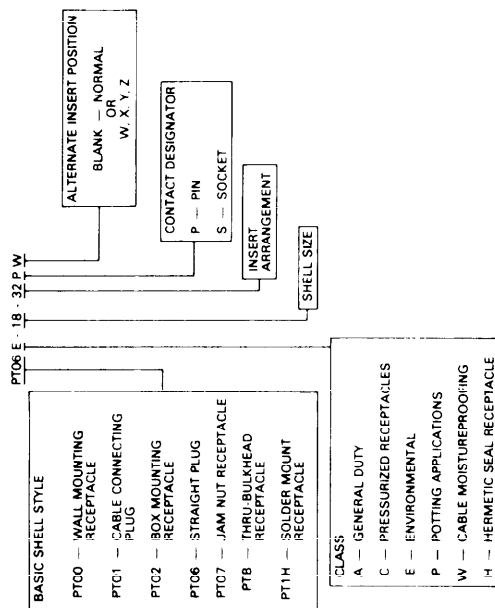 PT06 E - 18 - 32 P W
BASIC SHELL STYLE
PT00 — WALL MOUNTING
RECEPTACLE
PT01 — CABLE CONNECTING
PLUG
PT02 — BOX MOUNTING
RECEPTACLE
PT06 — STRAIGHT PLUG
PT07 — JAM NUT RECEPTACLE
PTB — THRU-BULKHEAD
RECEPTACLE
PT1H — SOLDER MOUNT
RECEPTACLE
CLASS
A — GENERAL DUTY
C — PRESSURIZED RECEPTACLES
E — ENVIRONMENTAL
P — POTTING APPLICATIONS
W — CABLE MOISTUREPROOFING
H — HERMETIC SEAL RECEPTACLE
SHELL SIZE
INSERT
ARRANGEMENT
CONTACT DESIGNATOR
P — PIN
S — SOCKET
ALTERNATE INSERT POSITION
BLANK — NORMAL
OR
W, X, Y, Z